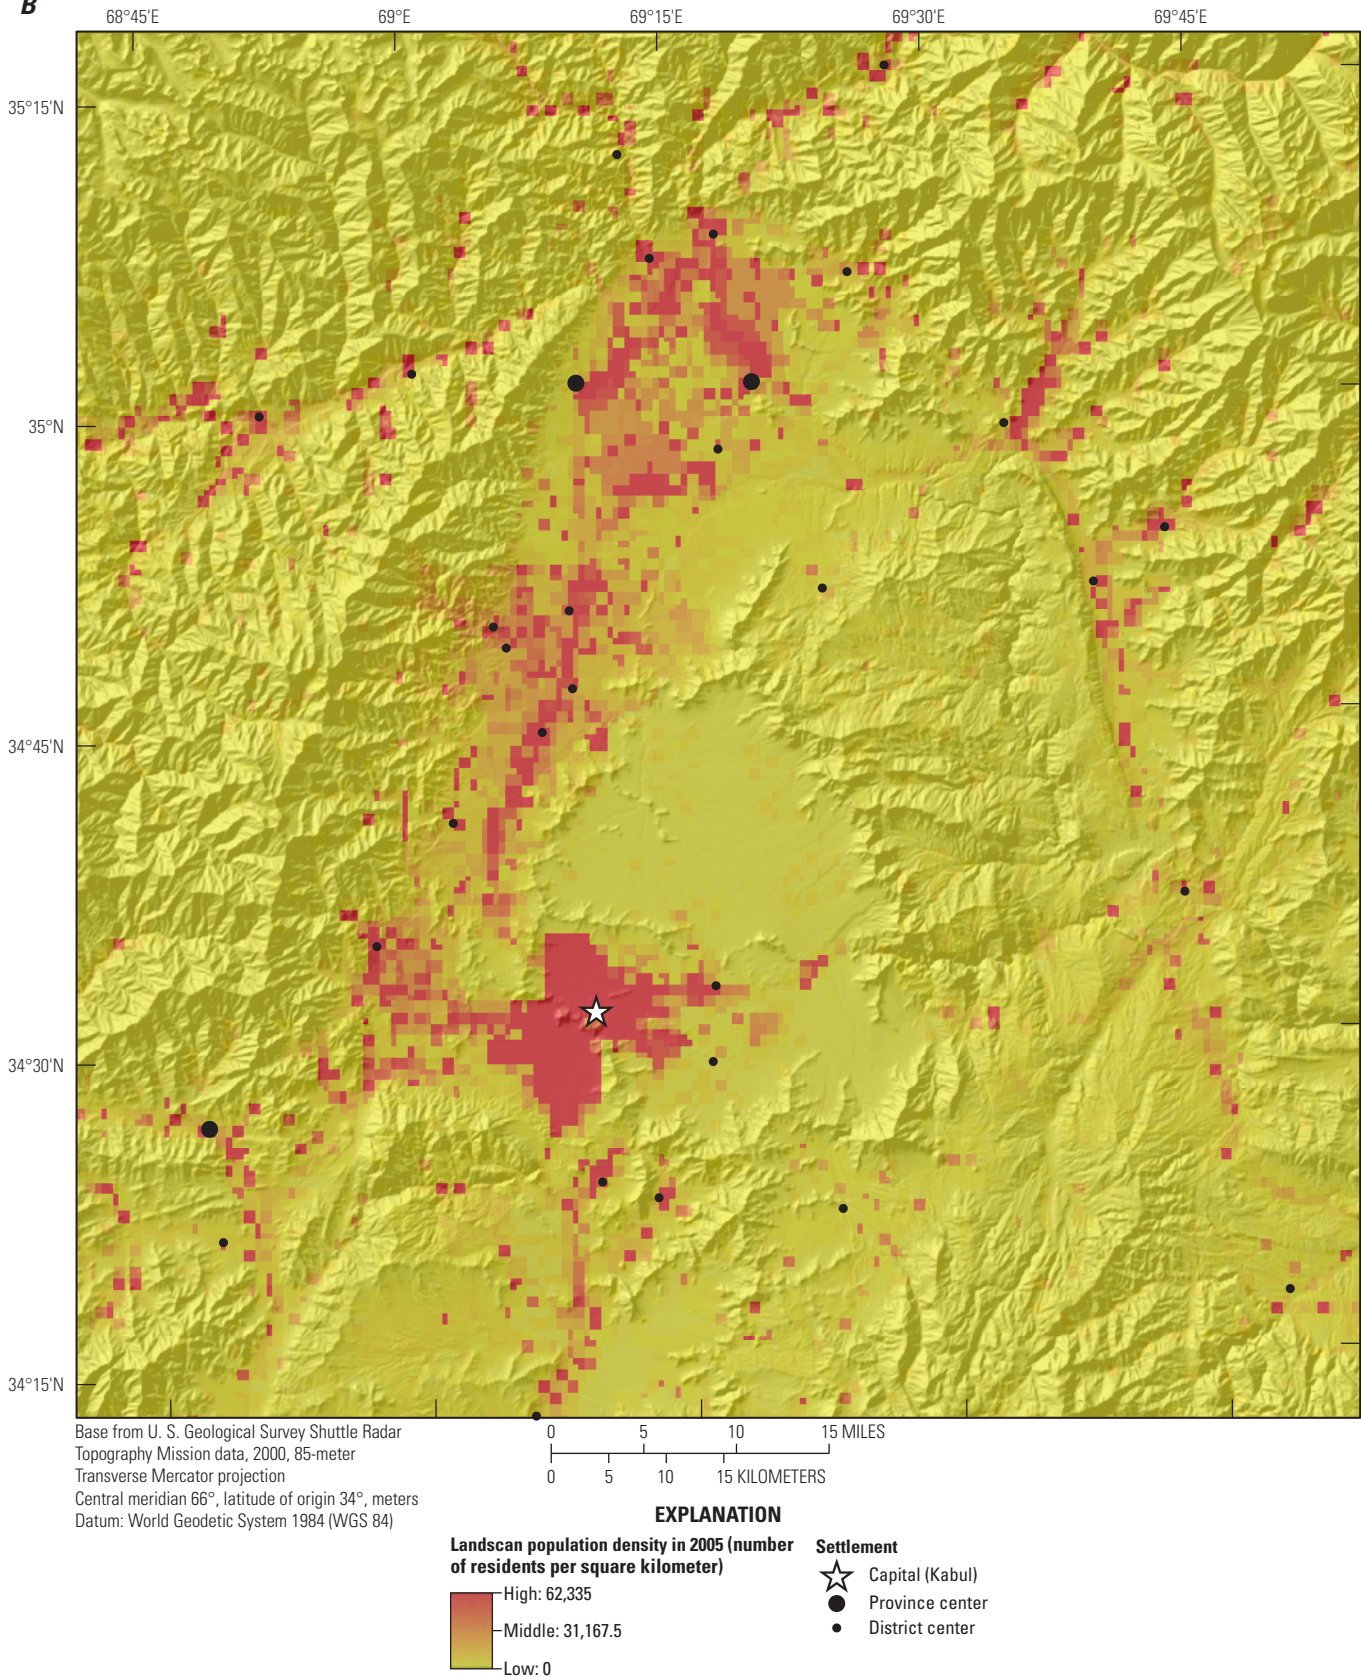 B
68°45'E 69°E 69°15'E 69°30'E 69°45'E
35°15'N
35°N
34°45'N
34°30'N
34°15'N
Base from U. S. Geological Survey Shuttle Radar
Topography Mission data, 2000, 85-meter
Transverse Mercator projection
Central meridian 66°, latitude of origin 34°, meters
Datum: World Geodetic System 1984 (WGS 84)
0 5 10 15 MILES
0 5 10 15 KILOMETERS
EXPLANATION
Landscan population density in 2005 (number
of residents per square kilometer)
High: 62,335
Middle: 31,167.5
Low: 0
Settlement
Capital (Kabul)
Province center
District center